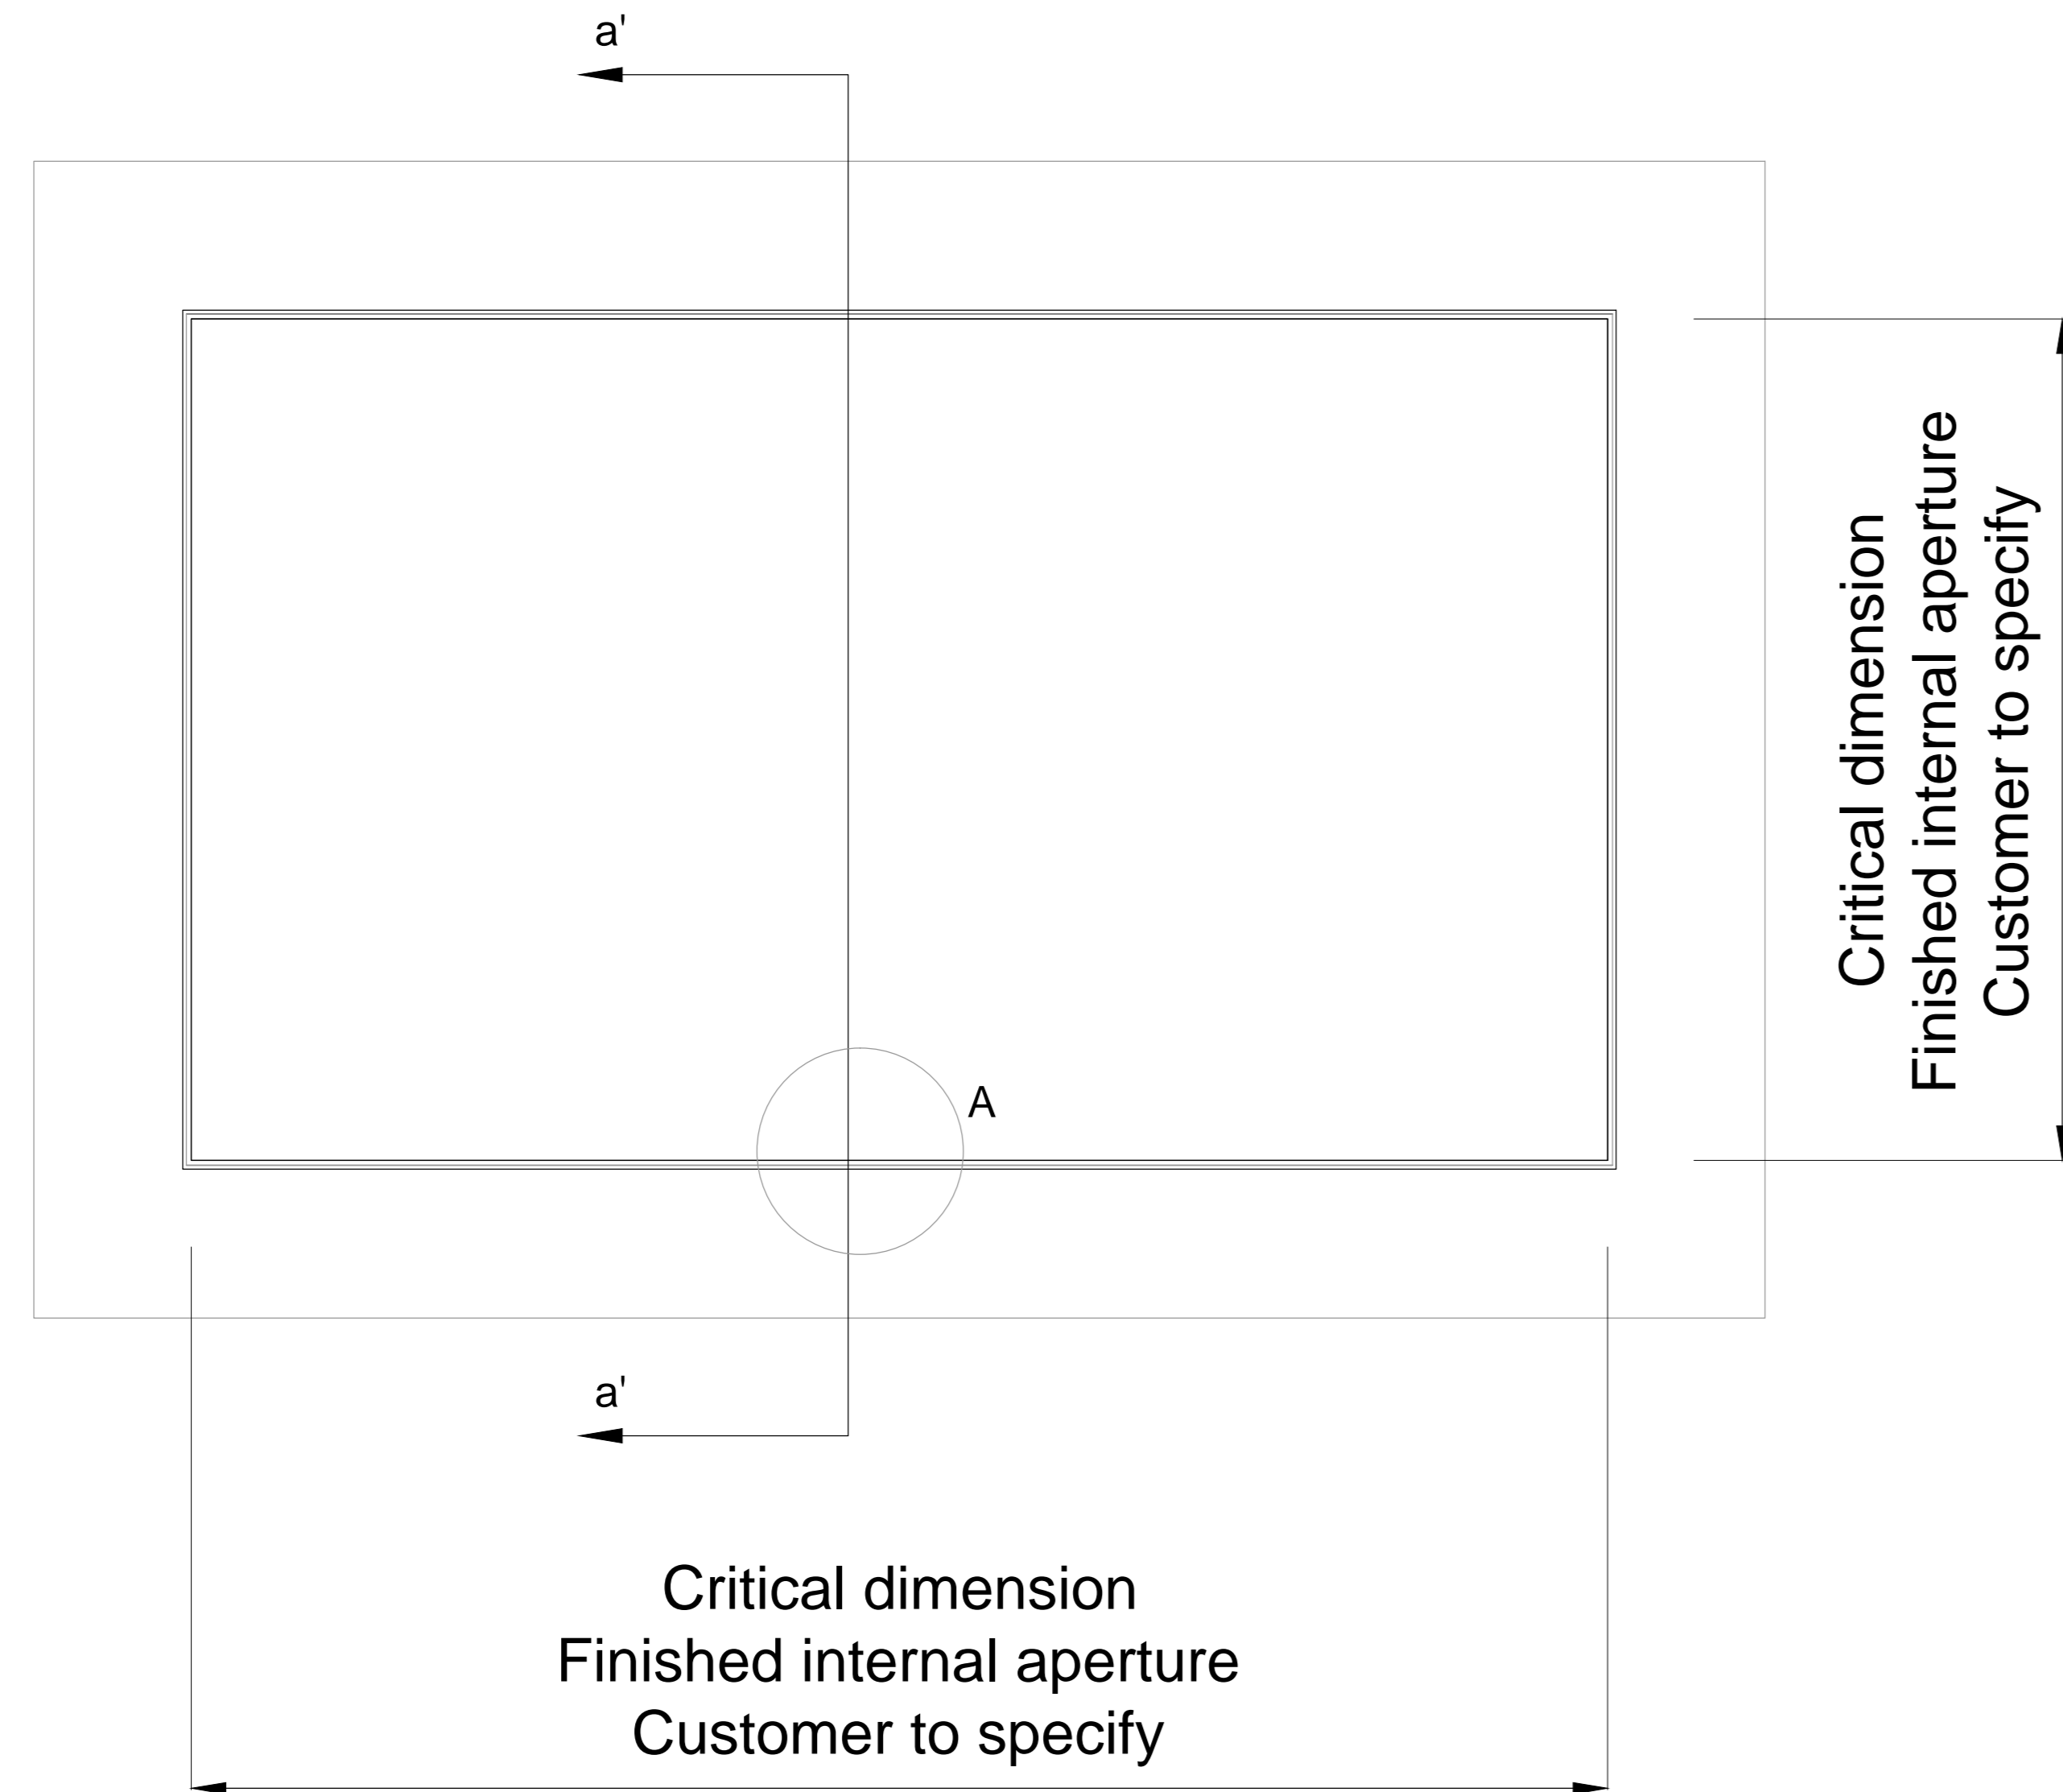 a'
Critical dimension
Finished internal aperture
Customer to specify
A
a'
Critical dimension
Finished internal aperture
Customer to specify